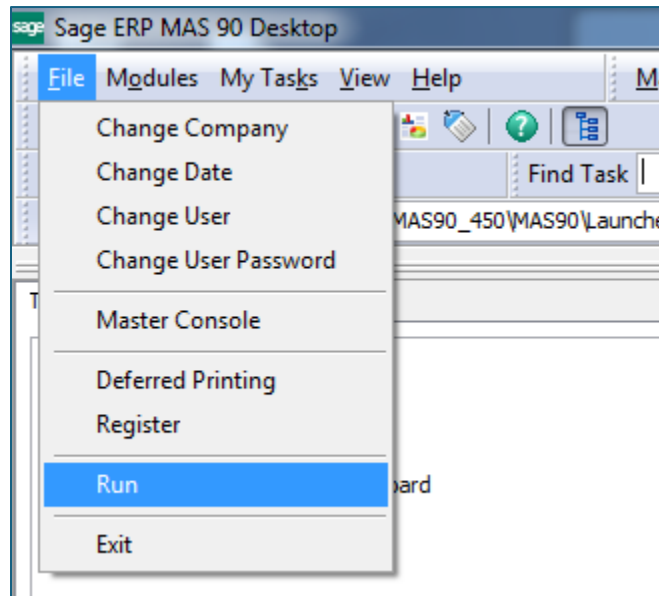 sage Sage ERP MAS 90 Desktop
File Modules My Tasks View Help
Change Company
Change Date
Find Task
Change User
MAS90_450\MAS90\Launche
Change User Password
Master Console
Deferred Printing
Register
Run
Exit